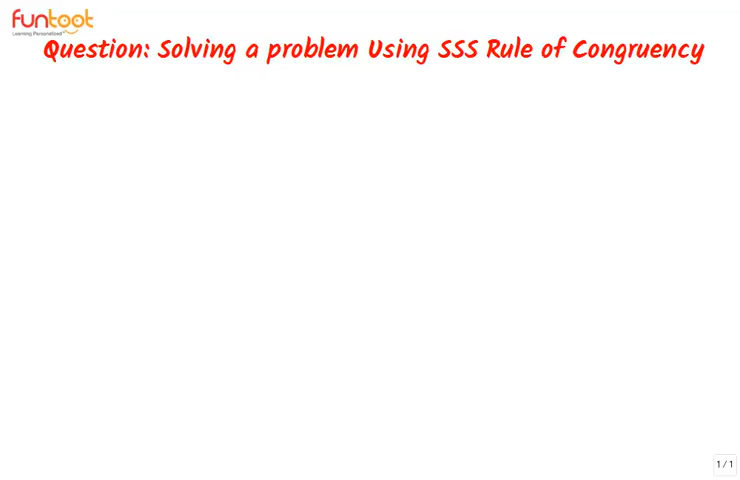 funtoot
Learning Personalized
Question: Solving a problem Using SSS Rule of Congruency
1 / 1